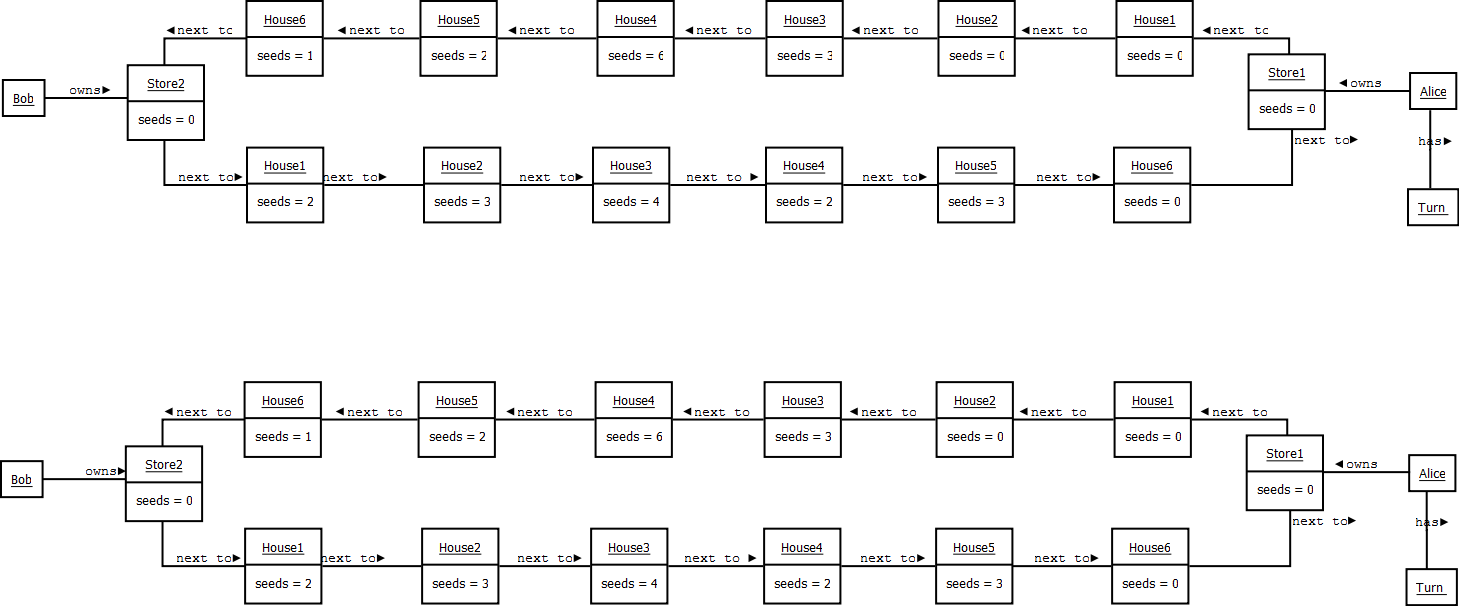 House6 House5 House4 House3 House2 House1
◄next to ◄next to ◄next to ◄next to ◄next to ◄next to ◄next to
seeds = 1 seeds = 2 seeds = 6 seeds = 3 seeds = 0 seeds = 0
Store2 Store1
Bob owns► ◄owns Alice
seeds = 0 seeds = 0
next to► has►
House1 House2 House3 House4 House5 House6
next to► next to► next to► next to► next to► next to►
seeds = 2 seeds = 3 seeds = 4 seeds = 2 seeds = 3 seeds = 0
Turn
House6 House5 House4 House3 House2 House1
◄next to ◄next to ◄next to ◄next to ◄next to ◄next to ◄next to
seeds = 1 seeds = 2 seeds = 6 seeds = 3 seeds = 0 seeds = 0
Store2 Store1
Bob owns► ◄owns Alice
seeds = 0 seeds = 0
next to► has►
House1 House2 House3 House4 House5 House6
next to► next to► next to► next to► next to► next to►
seeds = 2 seeds = 3 seeds = 4 seeds = 2 seeds = 3 seeds = 0
Turn